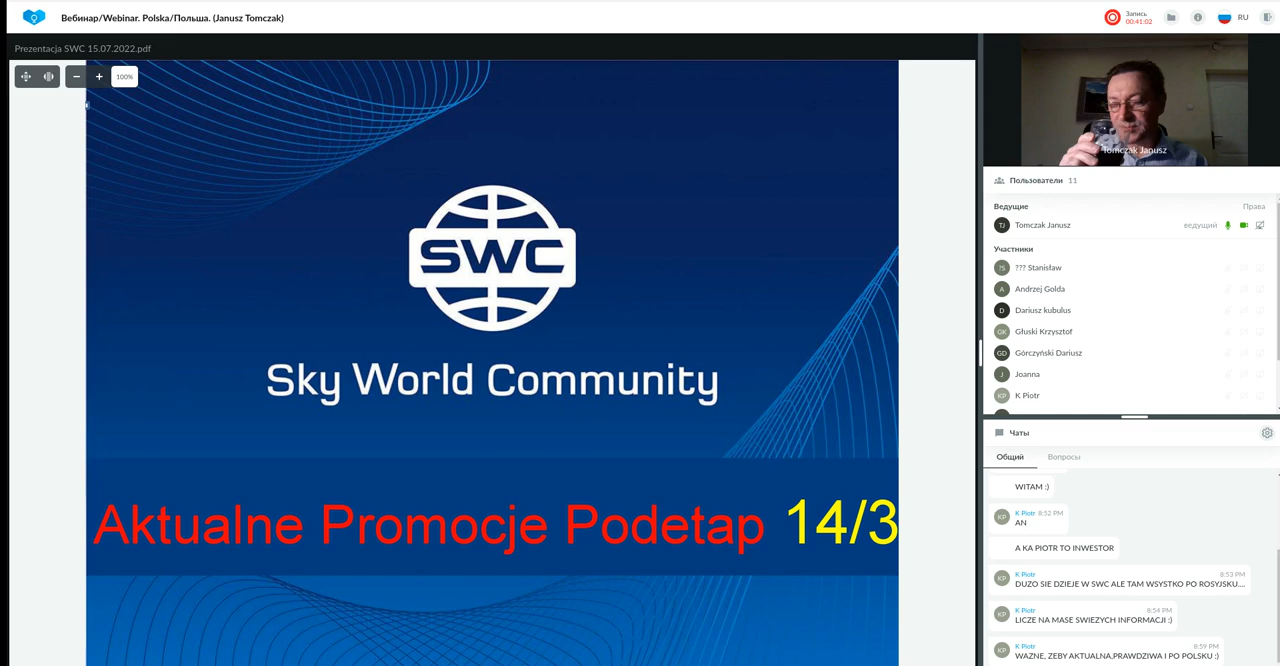 Вебинар/Webinar. Polska/Польша. (Janusz Tomczak)
Запись
00:41:02
RU
Prezentacja SWC 15.07.2022.pdf
100%
SWC
Sky World Community
Aktualne Promocje Podetap 14/3
Tomczak Janusz
Пользователи 11
Ведущие Права
TJ Tomczak Janusz ведущий
Участники
?S ??? Stanisław
A Andrzej Golda
D Dariusz kubulus
GK Głuski Krzysztof
GD Górczyński Dariusz
J Joanna
KP K Piotr
Чаты
Общий Вопросы
WITAM :)
KP K Piotr 8:52 PM
AN
A KA PIOTR TO INWESTOR
KP K Piotr 8:53 PM
DUZO SIE DZIEJE W SWC ALE TAM WSYSTKO PO ROSYJSKU....
KP K Piotr 8:54 PM
LICZE NA MASE SWIEZYCH INFORMACJI :)
KP K Piotr 8:59 PM
WAZNE, ZEBY AKTUALNA,PRAWDZIWA I PO POLSKU :)